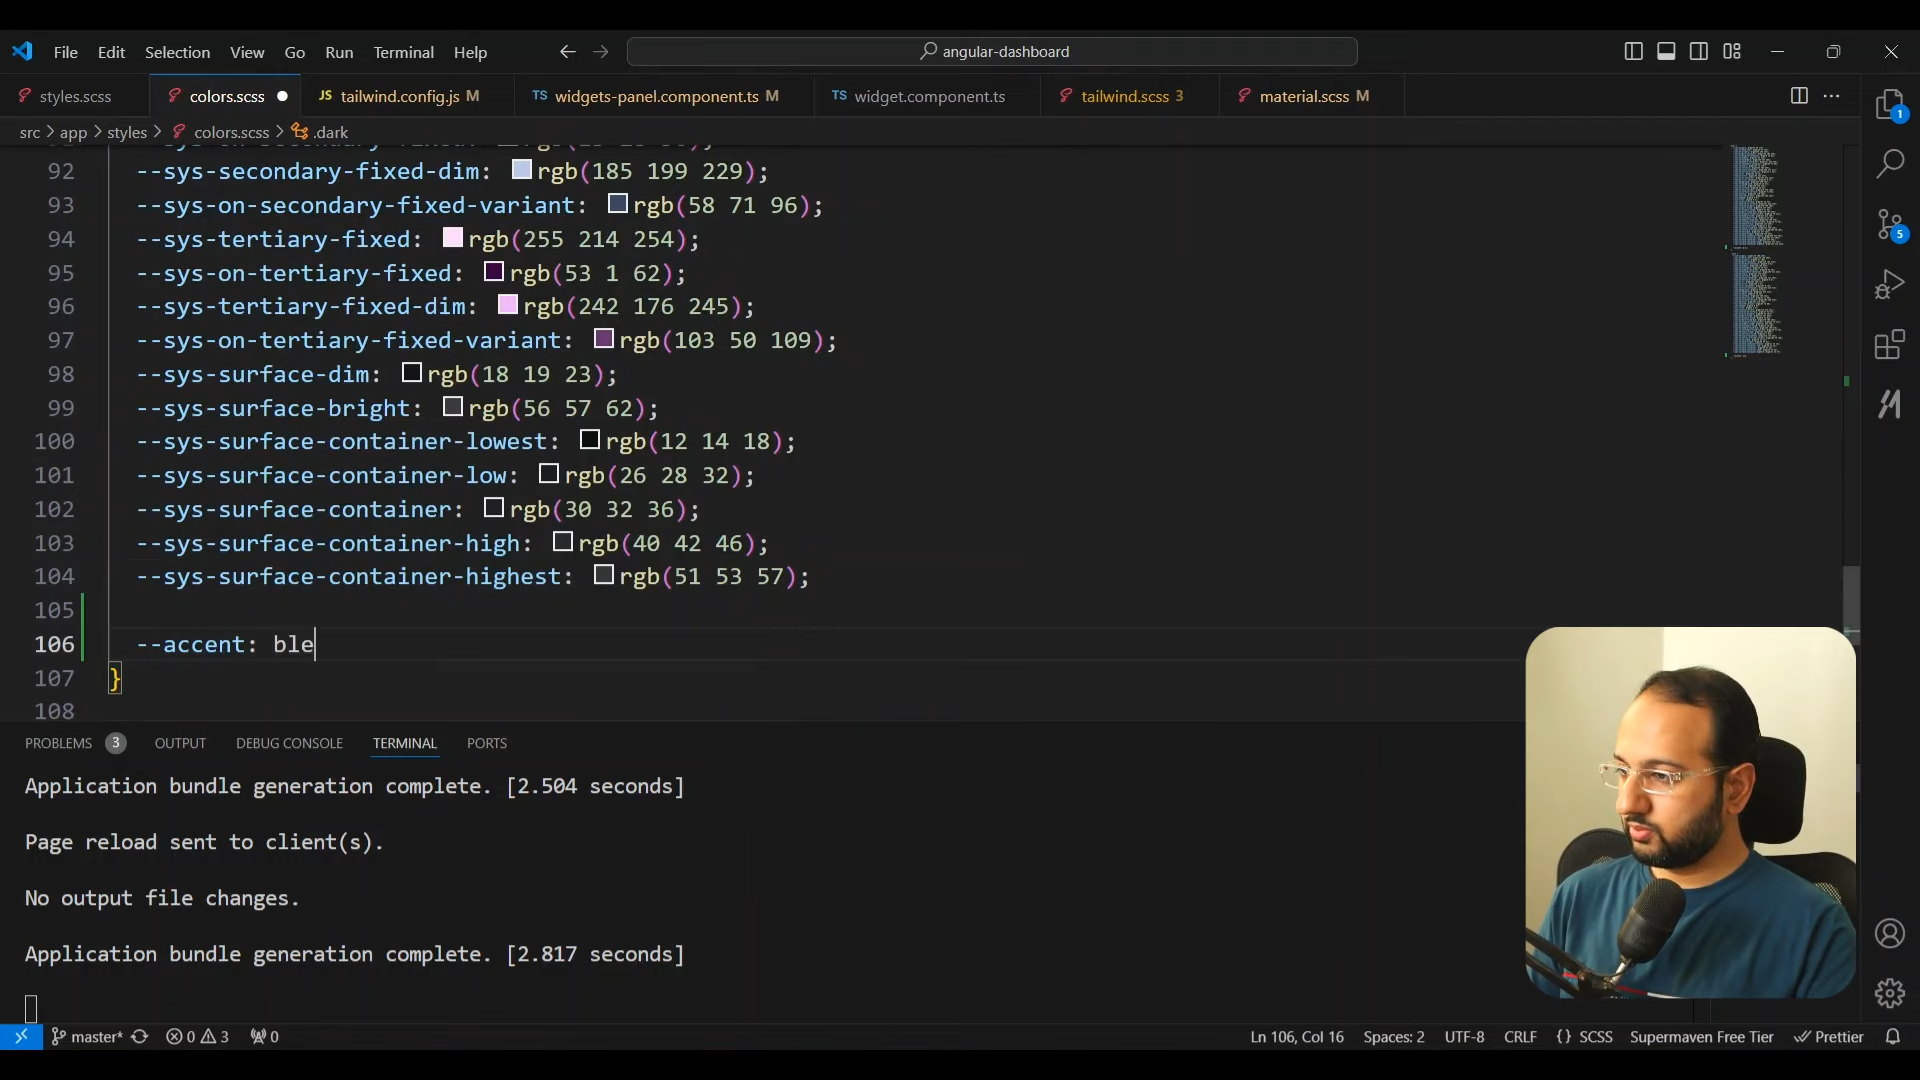 File Edit Selection View Go Run Terminal Help angular-dashboard
styles.scss colors.scss JS tailwind.config.js M TS widgets-panel.component.ts M TS widget.component.ts tailwind.scss 3 material.scss M
src > app > styles > colors.scss > .dark
92 --sys-secondary-fixed-dim: rgb(185 199 229);
93 --sys-on-secondary-fixed-variant: rgb(58 71 96);
94 --sys-tertiary-fixed: rgb(255 214 254);
95 --sys-on-tertiary-fixed: rgb(53 1 62);
96 --sys-tertiary-fixed-dim: rgb(242 176 245);
97 --sys-on-tertiary-fixed-variant: rgb(103 50 109);
98 --sys-surface-dim: rgb(18 19 23);
99 --sys-surface-bright: rgb(56 57 62);
100 --sys-surface-container-lowest: rgb(12 14 18);
101 --sys-surface-container-low: rgb(26 28 32);
102 --sys-surface-container: rgb(30 32 36);
103 --sys-surface-container-high: rgb(40 42 46);
104 --sys-surface-container-highest: rgb(51 53 57);
105
106 --accent: ble
107 }
108
PROBLEMS 3 OUTPUT DEBUG CONSOLE TERMINAL PORTS
Application bundle generation complete. [2.504 seconds]
Page reload sent to client(s).
No output file changes.
Application bundle generation complete. [2.817 seconds]
1
5
master* 0 3 0 Ln 106, Col 16 Spaces: 2 UTF-8 CRLF {} SCSS Supermaven Free Tier Prettier